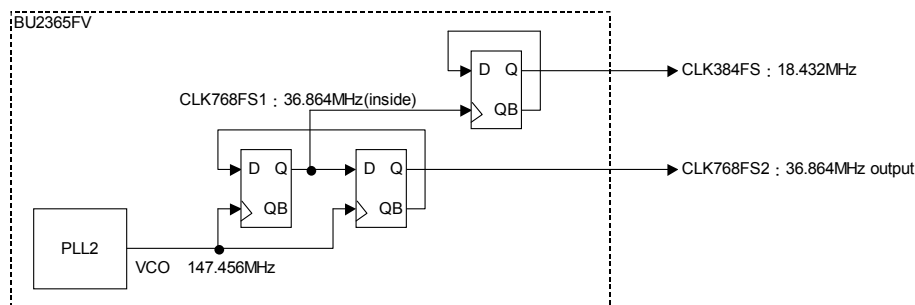 BU2365FV
D Q
QB
CLK384FS : 18.432MHz
CLK768FS1 : 36.864MHz(inside)
D Q
QB
D Q
QB
CLK768FS2 : 36.864MHz output
PLL2
VCO 147.456MHz